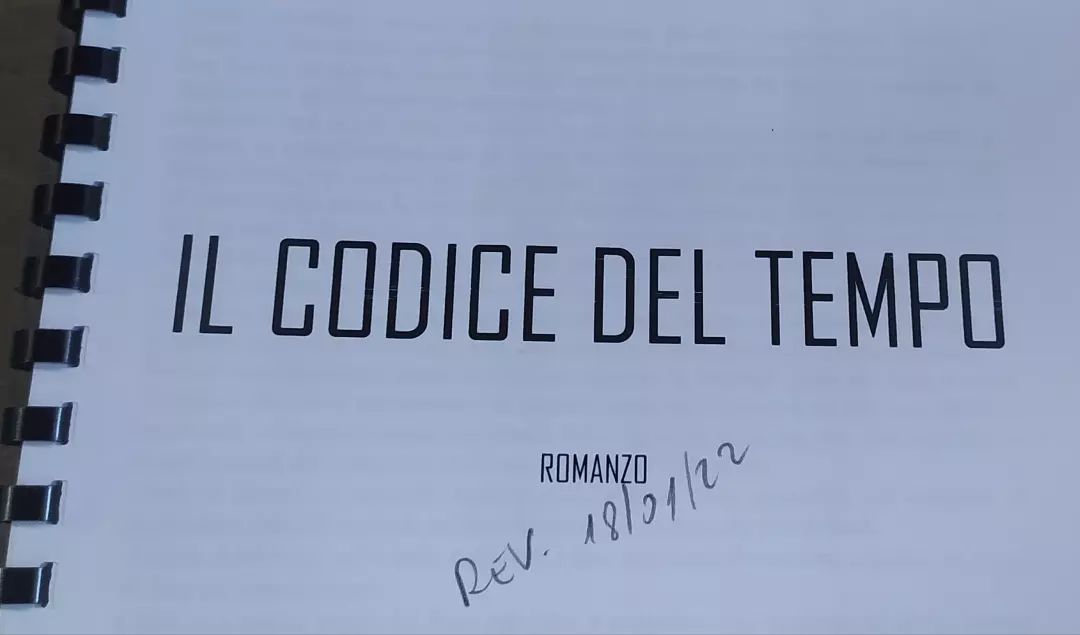 IL CODICE DEL TEMPO
ROMANZO
REV. 18/01/22